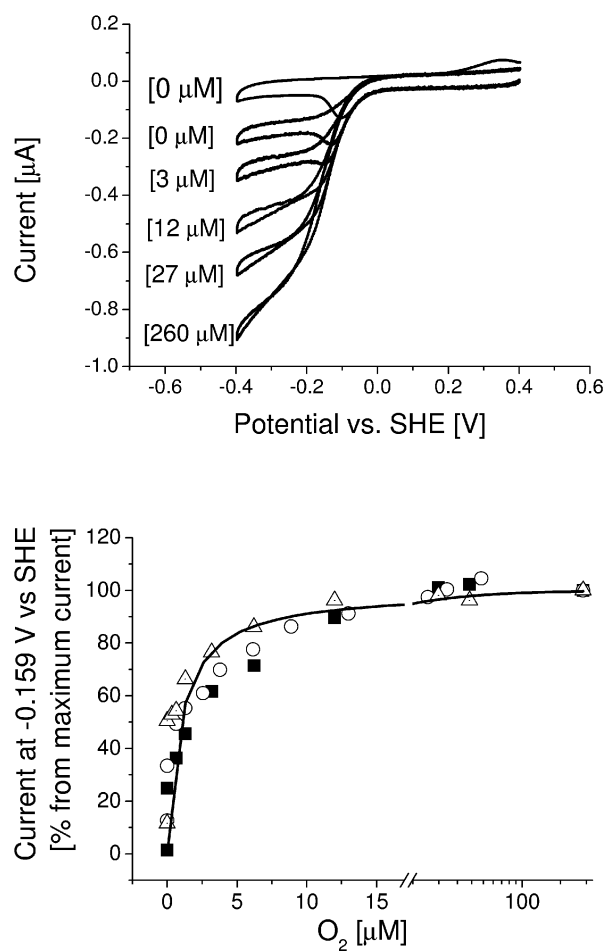 0.2
0.0
-0.2
-0.4
-0.6
-0.8
-1.0
Current [μA]
[0 μM]
[0 μM]
[3 μM]
[12 μM]
[27 μM]
[260 μM]
-0.6 -0.4 -0.2 0.0 0.2 0.4 0.6
Potential vs. SHE [V]
Current at -0.159 V vs SHE
[% from maximum current]
120
100
80
60
40
20
0
0 5 10 15 100
O₂ [μM]